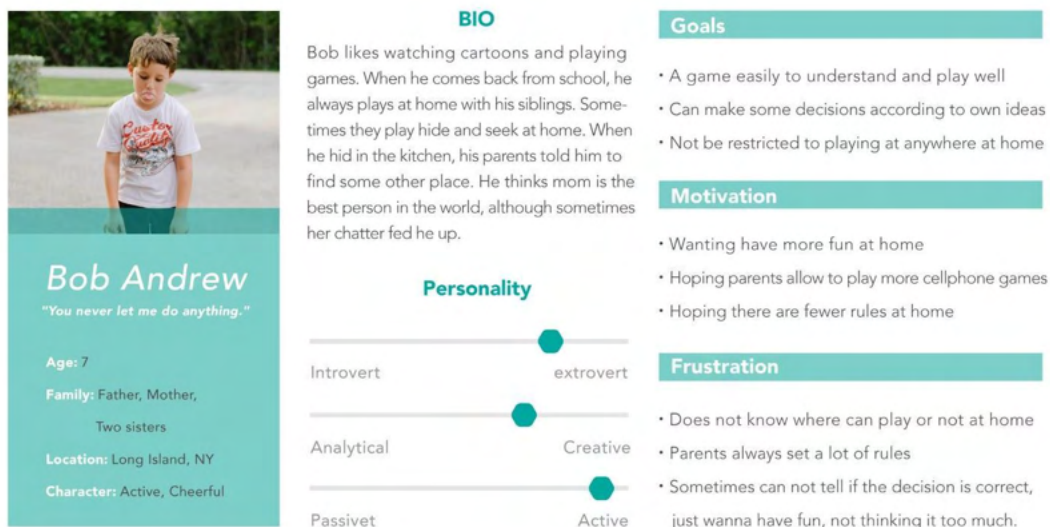 Bob Andrew
"You never let me do anything."
Age: 7
Family: Father, Mother,
Two sisters
Location: Long Island, NY
Character: Active, Cheerful
BIO
Bob likes watching cartoons and playing
games. When he comes back from school, he
always plays at home with his siblings. Some-
times they play hide and seek at home. When
he hid in the kitchen, his parents told him to
find some other place. He thinks mom is the
best person in the world, although sometimes
her chatter fed he up.
Personality
Introvert extrovert
Analytical Creative
Passivet Active
Goals
• A game easily to understand and play well
• Can make some decisions according to own ideas
• Not be restricted to playing at anywhere at home
Motivation
• Wanting have more fun at home
• Hoping parents allow to play more cellphone games
• Hoping there are fewer rules at home
Frustration
• Does not know where can play or not at home
• Parents always set a lot of rules
• Sometimes can not tell if the decision is correct,
just wanna have fun, not thinking it too much.